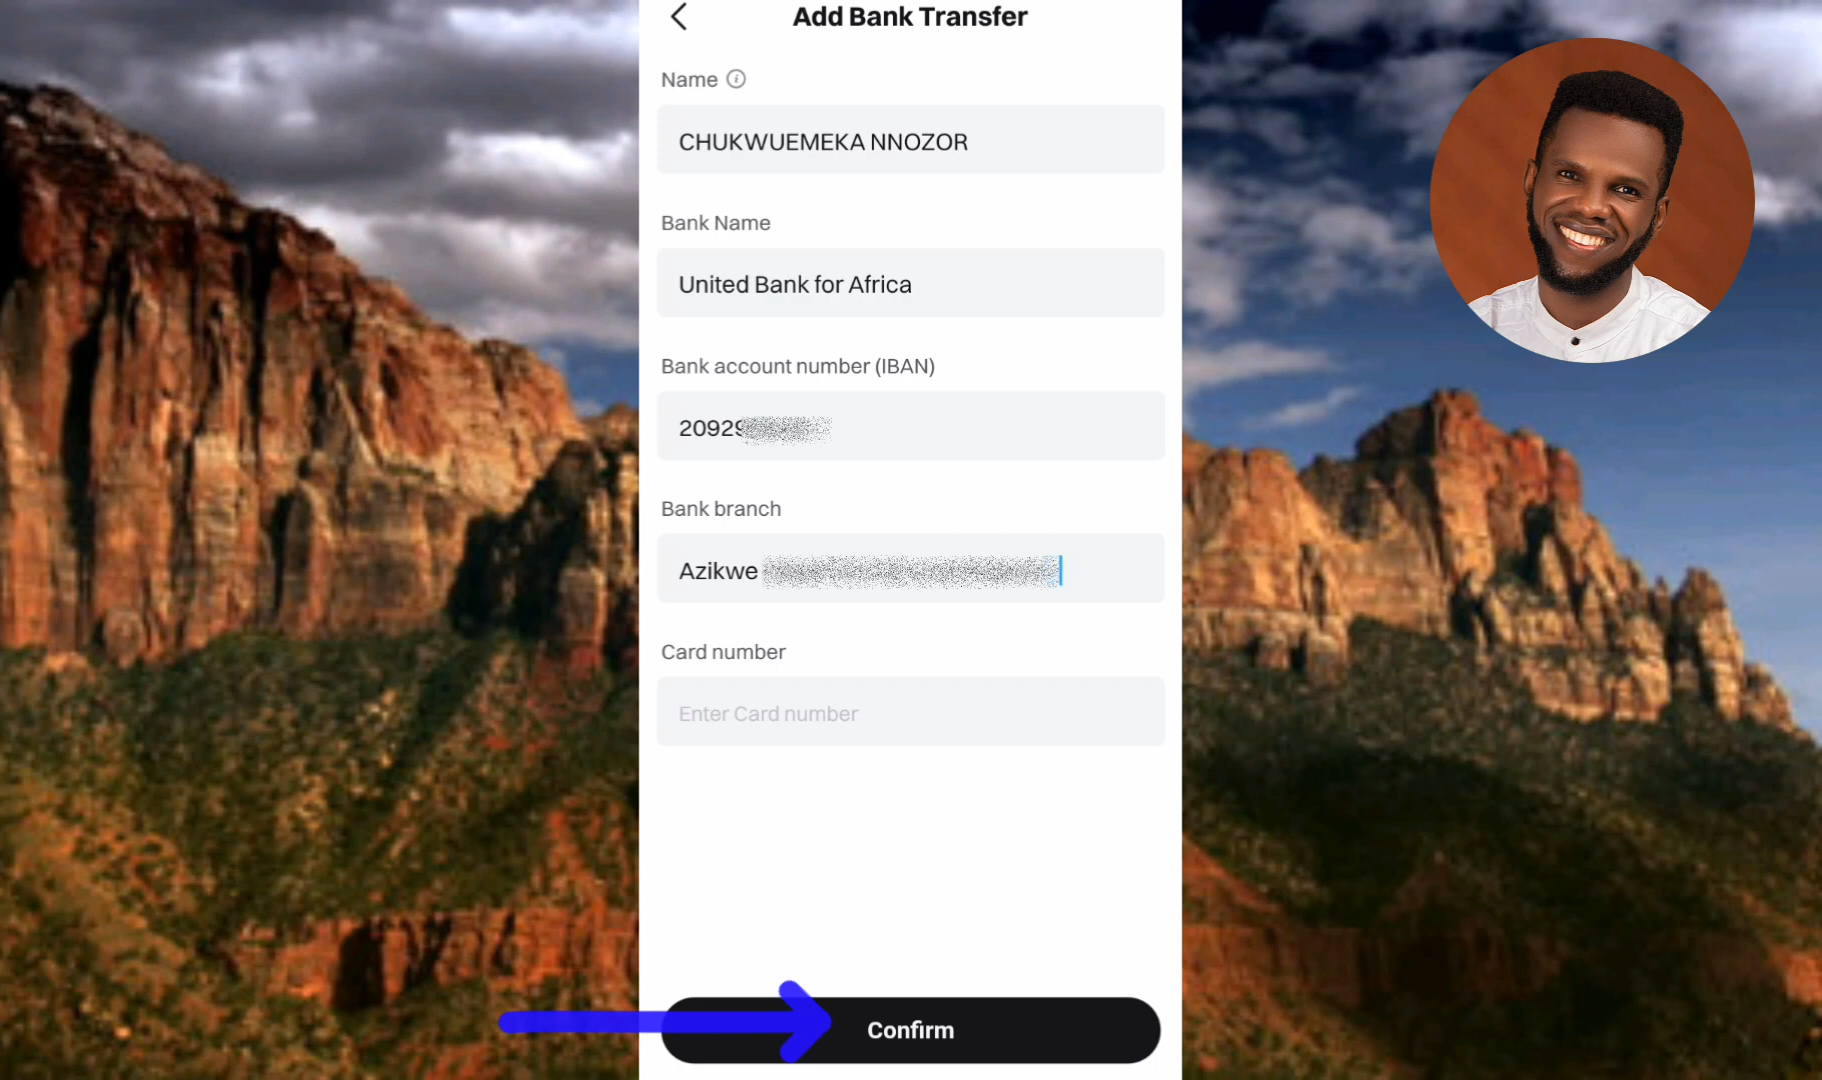 Add Bank Transfer
Name
CHUKWUEMEKA NNOZOR
Bank Name
United Bank for Africa
Bank account number (IBAN)
2092
Bank branch
Azikwe
Card number
Enter Card number
Confirm